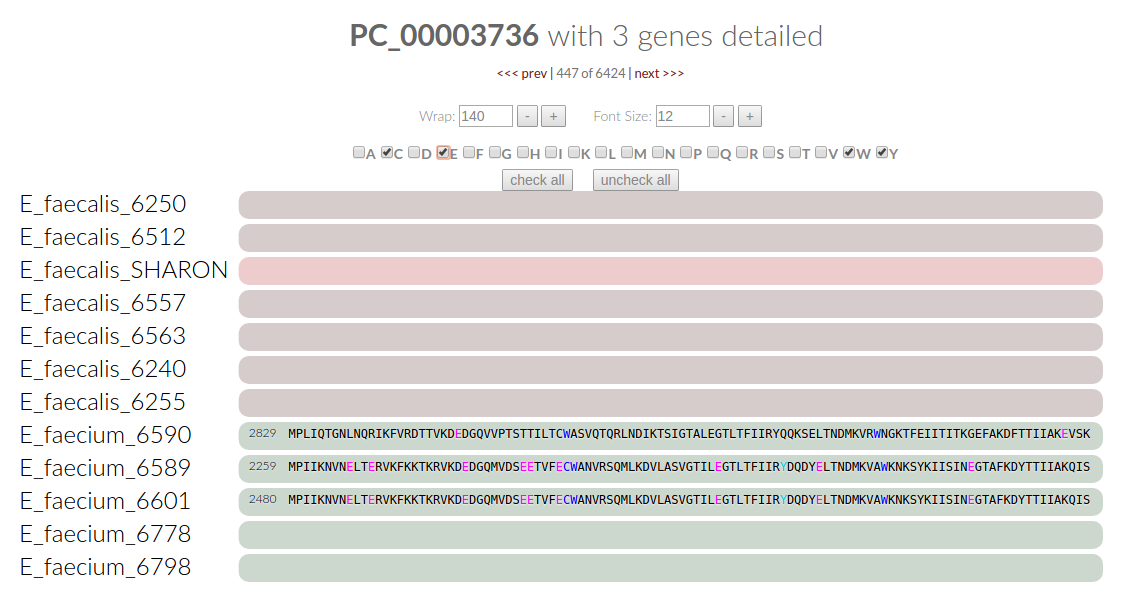 PC_00003736 with 3 genes detailed
<<< prev | 447 of 6424 | next >>>
Wrap: 140 - + Font Size: 12 - +
A C D E F G H I K L M N P Q R S T V W Y
check all uncheck all
E_faecalis_6250
E_faecalis_6512
E_faecalis_SHARON
E_faecalis_6557
E_faecalis_6563
E_faecalis_6240
E_faecalis_6255
E_faecium_6590 2829 MPLIQTGNLNQRIKFVRDTTVKDEDGQVVPTSTTILTCWASVQTQRLNDIKTSIGTALEGTLTFIIRYQQKSELTNDMKVRWNGKTFEIITITKGEFAKDFTTIIAKEVSK
E_faecium_6589 2259 MPIIKNVNELTERVKFKKTKRVKDEDGQMVDSEETVFECWANVRSQMLKDVLASVGTILEGTLTFIIRYDQDYELTNDMKVAWKNKSYKIISINEGTAFKDYTTIIAKQIS
E_faecium_6601 2480 MPIIKNVNELTERVKFKKTKRVKDEDGQMVDSEETVFECWANVRSQMLKDVLASVGTILEGTLTFIIRYDQDYELTNDMKVAWKNKSYKIISINEGTAFKDYTTIIAKQIS
E_faecium_6778
E_faecium_6798